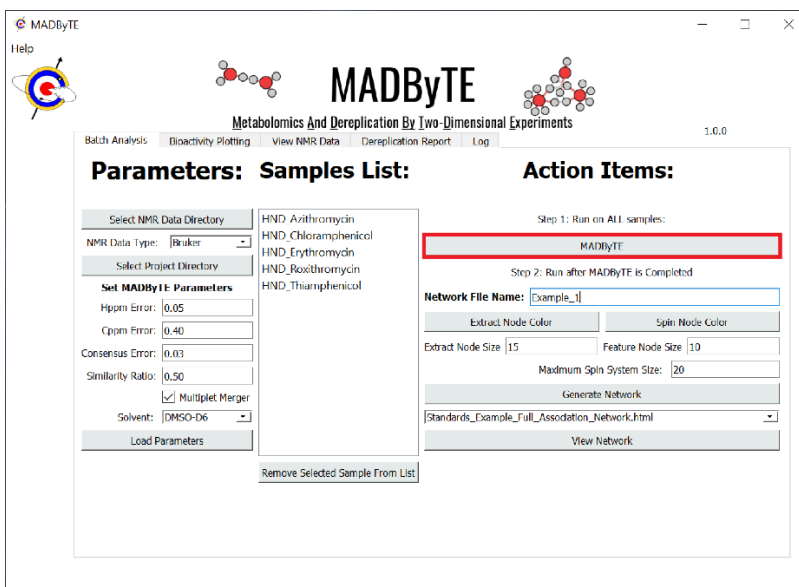 MADByTE
Help
MADByTE
Metabolomics And Dereplication By Two-Dimensional Experiments
1.0.0
Batch Analysis Bioactivity Plotting View NMR Data Dereplication Report Log
Parameters: Samples List: Action Items:
Select NMR Data Directory
NMR Data Type: Bruker
Select Project Directory
Set MADByTE Parameters
Hppm Error: 0.05
Cppm Error: 0.40
Consensus Error: 0.03
Similarity Ratio: 0.50
Multiplet Merger
Solvent: DMSO-D6
Load Parameters
HND_Azithromycin
HND_Chloramphenicol
HND_Erythromycin
HND_Roxithromycin
HND_Thiamphenicol
Remove Selected Sample From List
Step 1: Run on ALL samples:
MADByTE
Step 2: Run after MADByTE is Completed
Network File Name: Example_1
Extract Node Color Spin Node Color
Extract Node Size 15 Feature Node Size 10
Maximum Spin System Size: 20
Generate Network
Standards_Example_Full_Association_Network.html
View Network